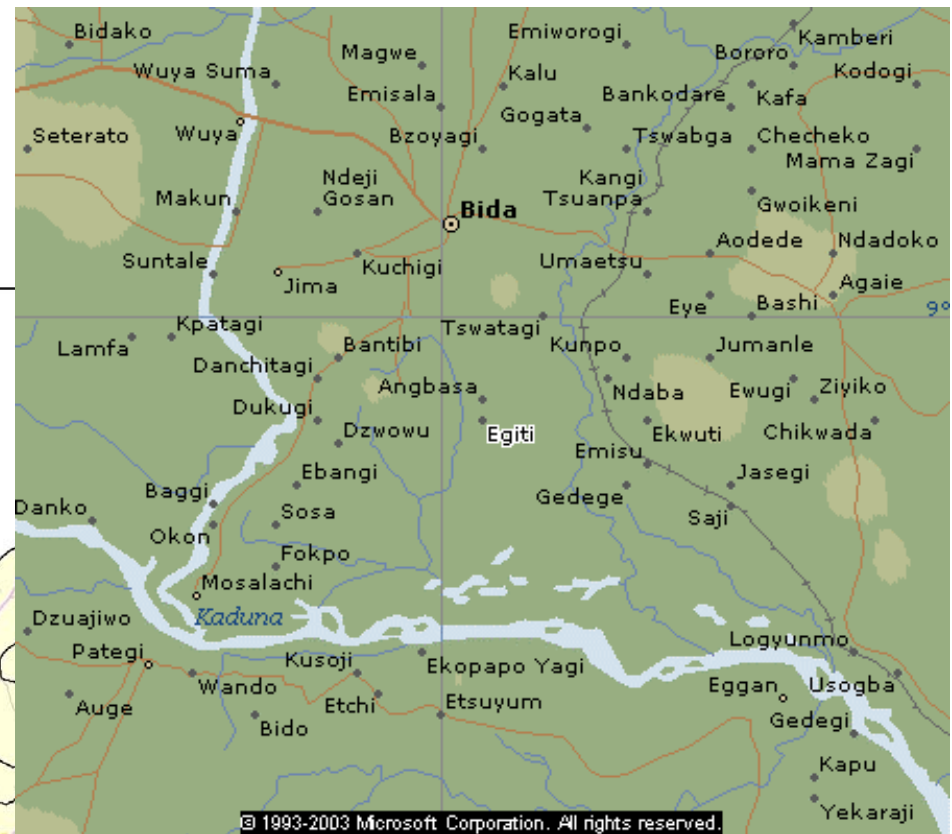 Bidako
Emiworogi
Kamberi
Magwe
Bororo
Wuya Suma
Kalu
Kodogi
Emisala
Bankodare
Kafa
Gogata
Wuya
Bzoyagi
Tswabga
Checheko
Seterato
Mama Zagi
Ndeji
Gosan
Kangi
Tsuanpa
Makun
Gwoikeni
Bida
Aodede
Ndadoko
Suntale
Kuchigi
Umaetsu
Jima
Agaie
Eye
Bashi
9°
Kpatagi
Tswatagi
Lamfa
Bantibi
Kunpo
Jumanle
Danchitagi
Angbasa
Ndaba
Ewugi
Ziyiko
Dukugi
Dzwowu
Egiti
Ekwuti
Chikwada
Emisu
Ebangi
Jasegi
Baggi
Gedege
Danko
Sosa
Saji
Okon
Fokpo
Mosalachi
Kaduna
Dzuajiwo
Logyunmo
Pategi
Kusoji
Ekopapo Yagi
Wando
Eggan
Usogba
Auge
Etchi
Etsuyum
Bido
Gedegi
Kapu
Yekaraji
© 1993-2003 Microsoft Corporation. All rights reserved.